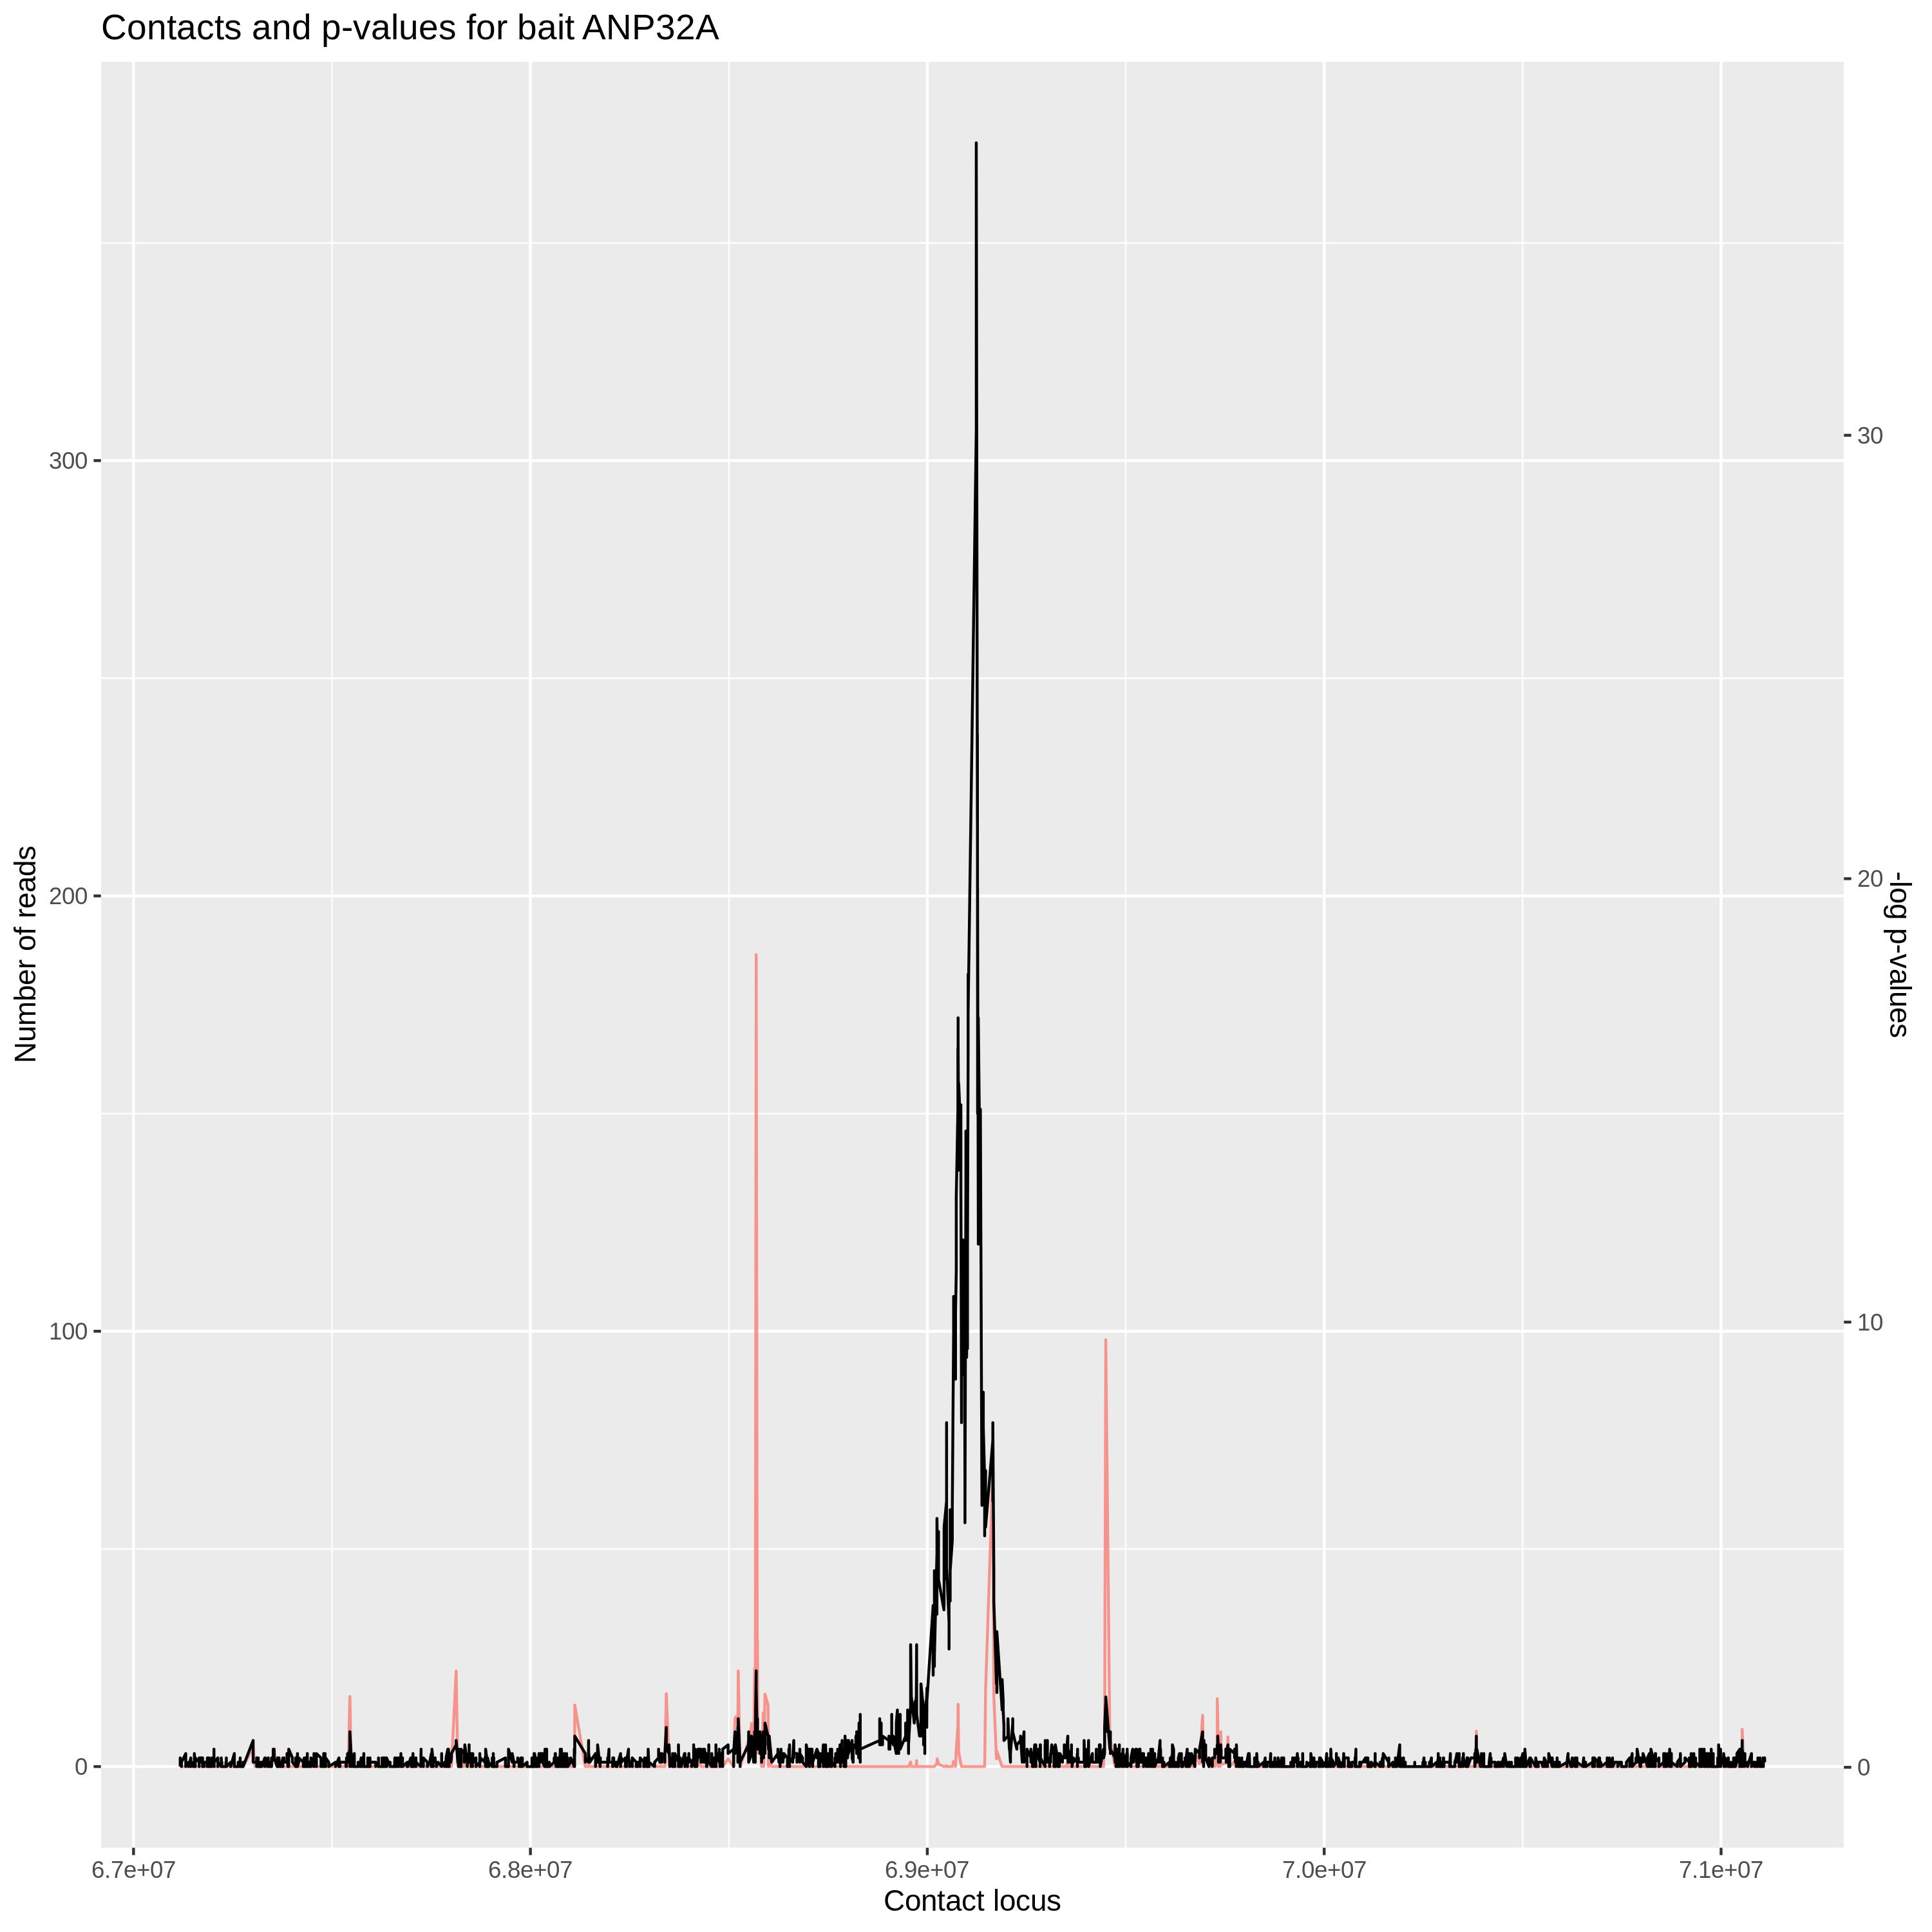 Contacts and p-values for bait ANP32A
Number of reads
300
200
100
0
30
20
10
0
-log p-values
6.7e+07 6.8e+07 6.9e+07 7.0e+07 7.1e+07
Contact locus